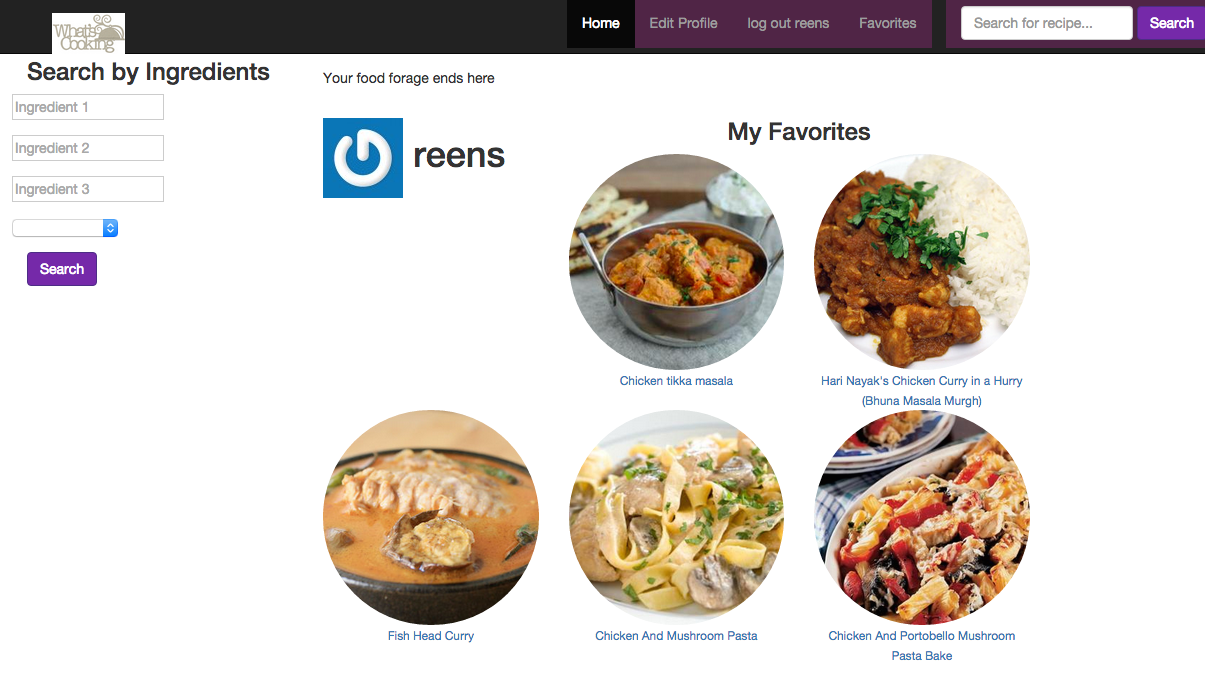 What's
Cooking
Home
Edit Profile
log out reens
Favorites
Search for recipe...
Search
Search by Ingredients
Ingredient 1
Ingredient 2
Ingredient 3
Search
Your food forage ends here
reens
My Favorites
Chicken tikka masala
Hari Nayak's Chicken Curry in a Hurry
(Bhuna Masala Murgh)
Fish Head Curry
Chicken And Mushroom Pasta
Chicken And Portobello Mushroom
Pasta Bake